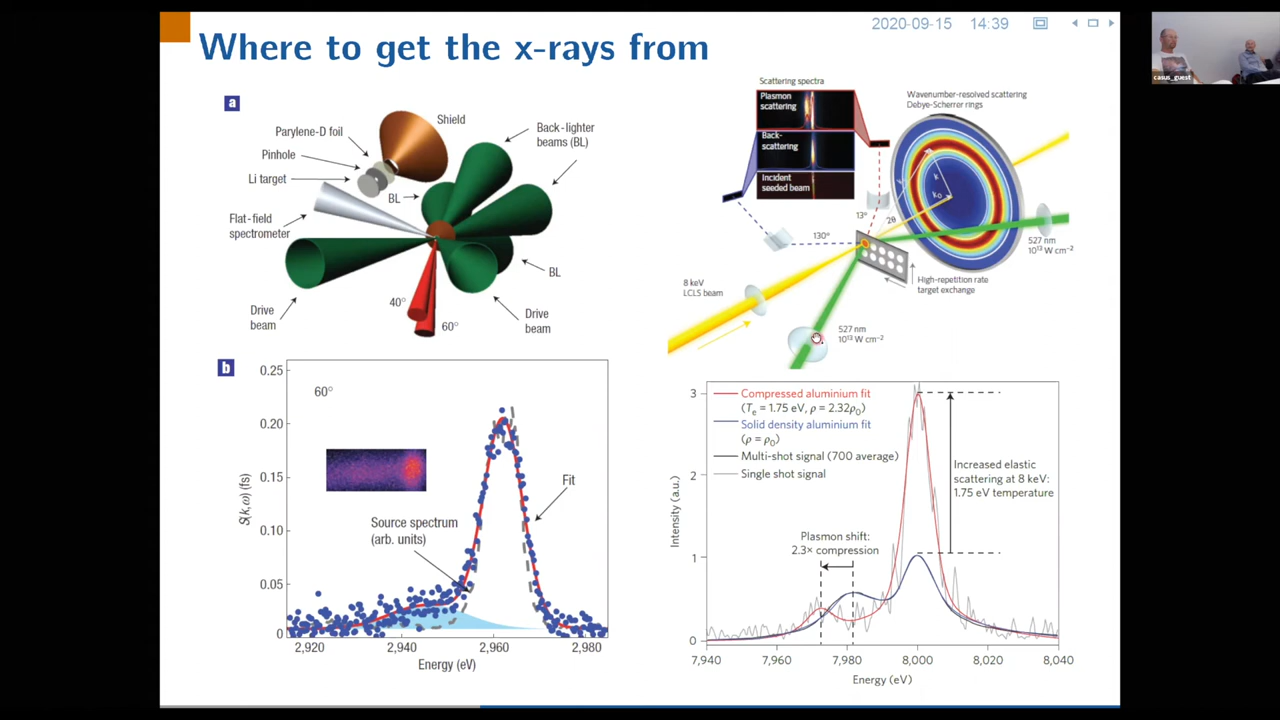 2020-09-15 14:39
Where to get the x-rays from
casus_guest
a
Parylene-D foil
Shield
Pinhole
Li target
BL
Back-lighter
beams (BL)
Flat-field
spectrometer
BL
Drive
beam
40°
60°
Drive
beam
Scattering spectra
Plasmon
scattering
Back-
scattering
Incident
seeded beam
Wavenumber-resolved scattering
Debye-Scherrer rings
k
k₀
2θ
13°
130°
527 nm
10¹³ W cm⁻²
8 keV
LCLS beam
High-repetition rate
target exchange
527 nm
10¹³ W cm⁻²
b
60°
0.25
0.20
0.15
0.10
0.05
0
S(k,ω) (fs)
Fit
Source spectrum
(arb. units)
2,920 2,940 2,960 2,980
Energy (eV)
3
2
1
0
Intensity (a.u.)
Compressed aluminium fit
(Te = 1.75 eV, ρ = 2.32ρ₀)
Solid density aluminium fit
(ρ = ρ₀)
Multi-shot signal (700 average)
Single shot signal
Increased elastic
scattering at 8 keV:
1.75 eV temperature
Plasmon shift:
2.3× compression
7,940 7,960 7,980 8,000 8,020 8,040
Energy (eV)